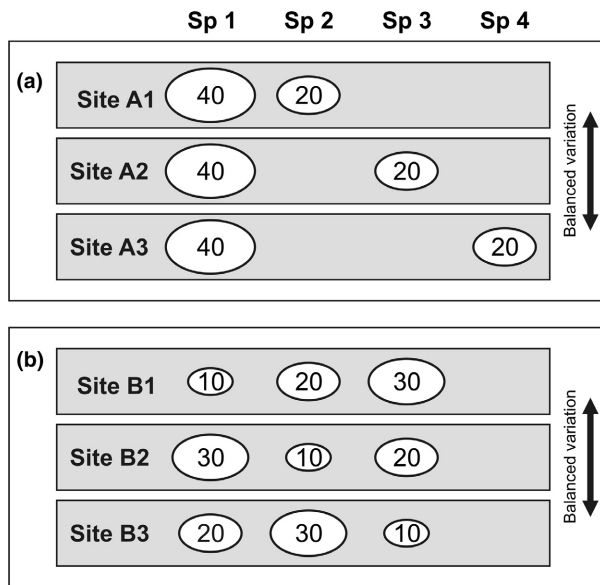 Sp 1 Sp 2 Sp 3 Sp 4
(a)
Site A1 40 20
Site A2 40 20
Site A3 40 20
Balanced variation
(b)
Site B1 10 20 30
Site B2 30 10 20
Site B3 20 30 10
Balanced variation